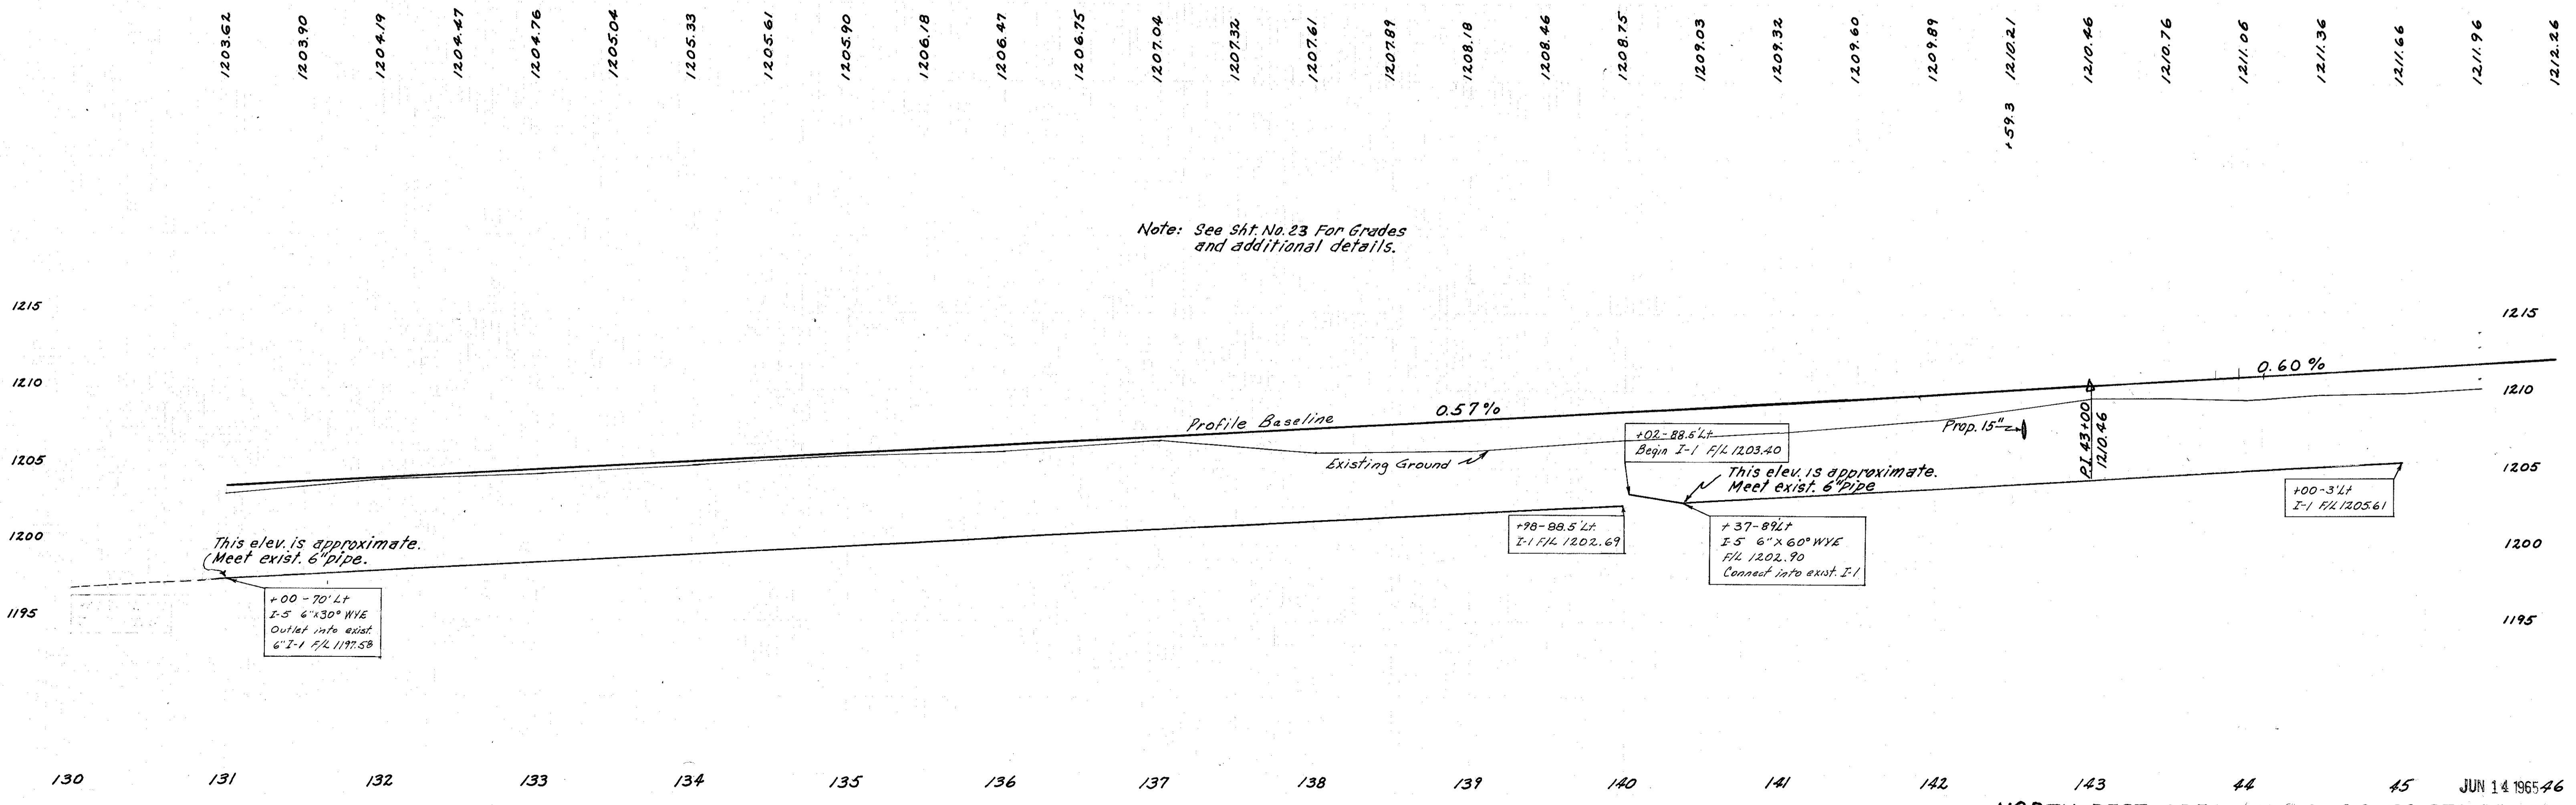 1203.62
1203.90
1204.19
1204.47
1204.76
1205.04
1205.33
1205.61
1205.90
1206.18
1206.47
1206.75
1207.04
1207.32
1207.61
1207.89
1208.18
1208.46
1208.75
1209.03
1209.32
1209.60
1209.89
1210.21
1210.46
1210.76
1211.06
1211.36
1211.66
1211.96
1212.26
+59.3
Note: See Sht. No. 23 For Grades
and additional details.
1215
1215
1210
0.60 %
1210
Profile Baseline
0.57 %
Prop. 15"
P.I. 43+00
1210.46
+02-88.5'Lt
Begin I-1 F/L 1203.40
1205
Existing Ground
This elev. is approximate.
Meet exist. 6"pipe
1205
+00-3'Lt
I-1 F/L 1205.61
+98-88.5'Lt.
I-1 F/L 1202.69
+37-89'Lt
I-5 6"X60° WYE
F/L 1202.90
Connect into exist. I-1
1200
This elev. is approximate.
Meet exist. 6"pipe.
1200
+00-70'Lt
I-5 6"x30° WYE
Outlet into exist.
6" I-1 F/L 1197.58
1195
1195
130
131
132
133
134
135
136
137
138
139
140
141
142
143
44
45
JUN 14 1965
46